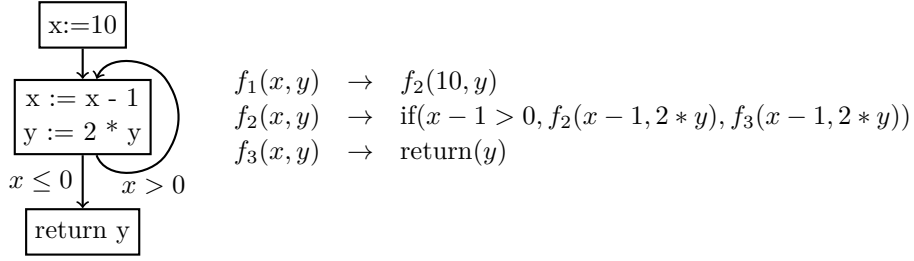 x:=10
x := x - 1
y := 2 * y
x ≤ 0
x > 0
return y
f₁(x, y) → f₂(10, y)
f₂(x, y) → if(x − 1 > 0, f₂(x − 1, 2 * y), f₃(x − 1, 2 * y))
f₃(x, y) → return(y)